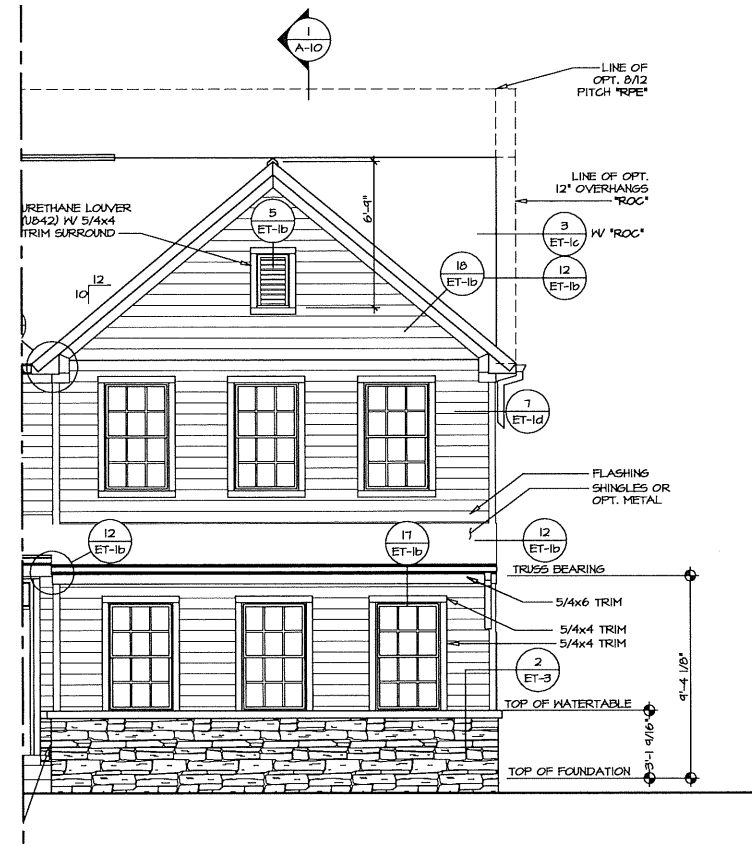 1
A-10
LINE OF
OPT. 8/12
PITCH "RPE"
URETHANE LOUVER
(U842) W/ 5/4x4
TRIM SURROUND
5
ET-1b
6'-9"
LINE OF OPT.
12" OVERHANGS
"ROC"
3
ET-1c
W/ "ROC"
18
ET-1b
12
ET-1b
12
10
7
ET-1d
FLASHING
SHINGLES OR
OPT. METAL
12
ET-1b
17
ET-1b
12
ET-1b
TRUSS BEARING
5/4x6 TRIM
5/4x4 TRIM
5/4x4 TRIM
2
ET-3
9'-4 1/8"
TOP OF WATERTABLE
3'-1 9/16"
TOP OF FOUNDATION